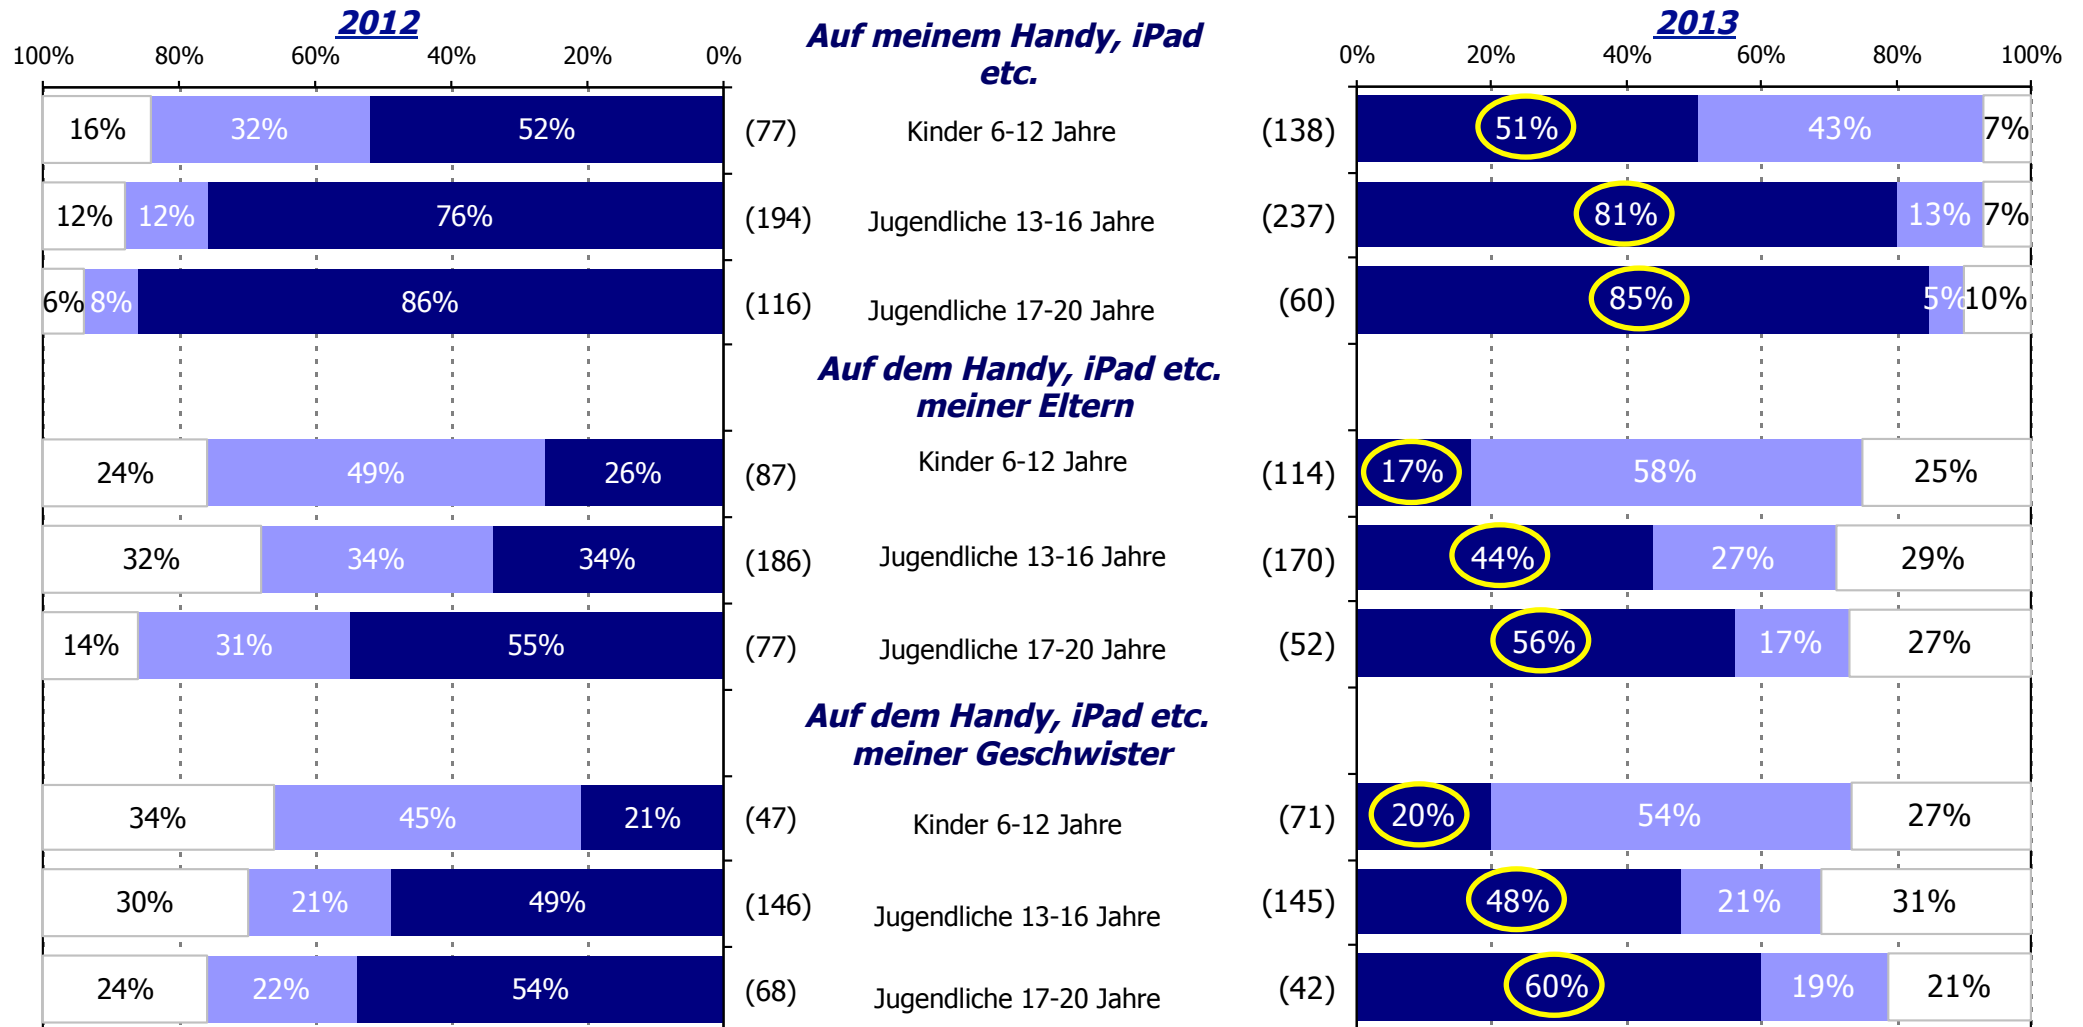 2012
2013
100% 80% 60% 40% 20% 0%
Auf meinem Handy, iPad
etc.
0% 20% 40% 60% 80% 100%
16% 32% 52% (77) Kinder 6-12 Jahre (138) 51% 43% 7%
12% 12% 76% (194) Jugendliche 13-16 Jahre (237) 81% 13% 7%
6% 8% 86% (116) Jugendliche 17-20 Jahre (60) 85% 5% 10%
Auf dem Handy, iPad etc.
meiner Eltern
24% 49% 26% (87) Kinder 6-12 Jahre (114) 17% 58% 25%
32% 34% 34% (186) Jugendliche 13-16 Jahre (170) 44% 27% 29%
14% 31% 55% (77) Jugendliche 17-20 Jahre (52) 56% 17% 27%
Auf dem Handy, iPad etc.
meiner Geschwister
34% 45% 21% (47) Kinder 6-12 Jahre (71) 20% 54% 27%
30% 21% 49% (146) Jugendliche 13-16 Jahre (145) 48% 21% 31%
24% 22% 54% (68) Jugendliche 17-20 Jahre (42) 60% 19% 21%